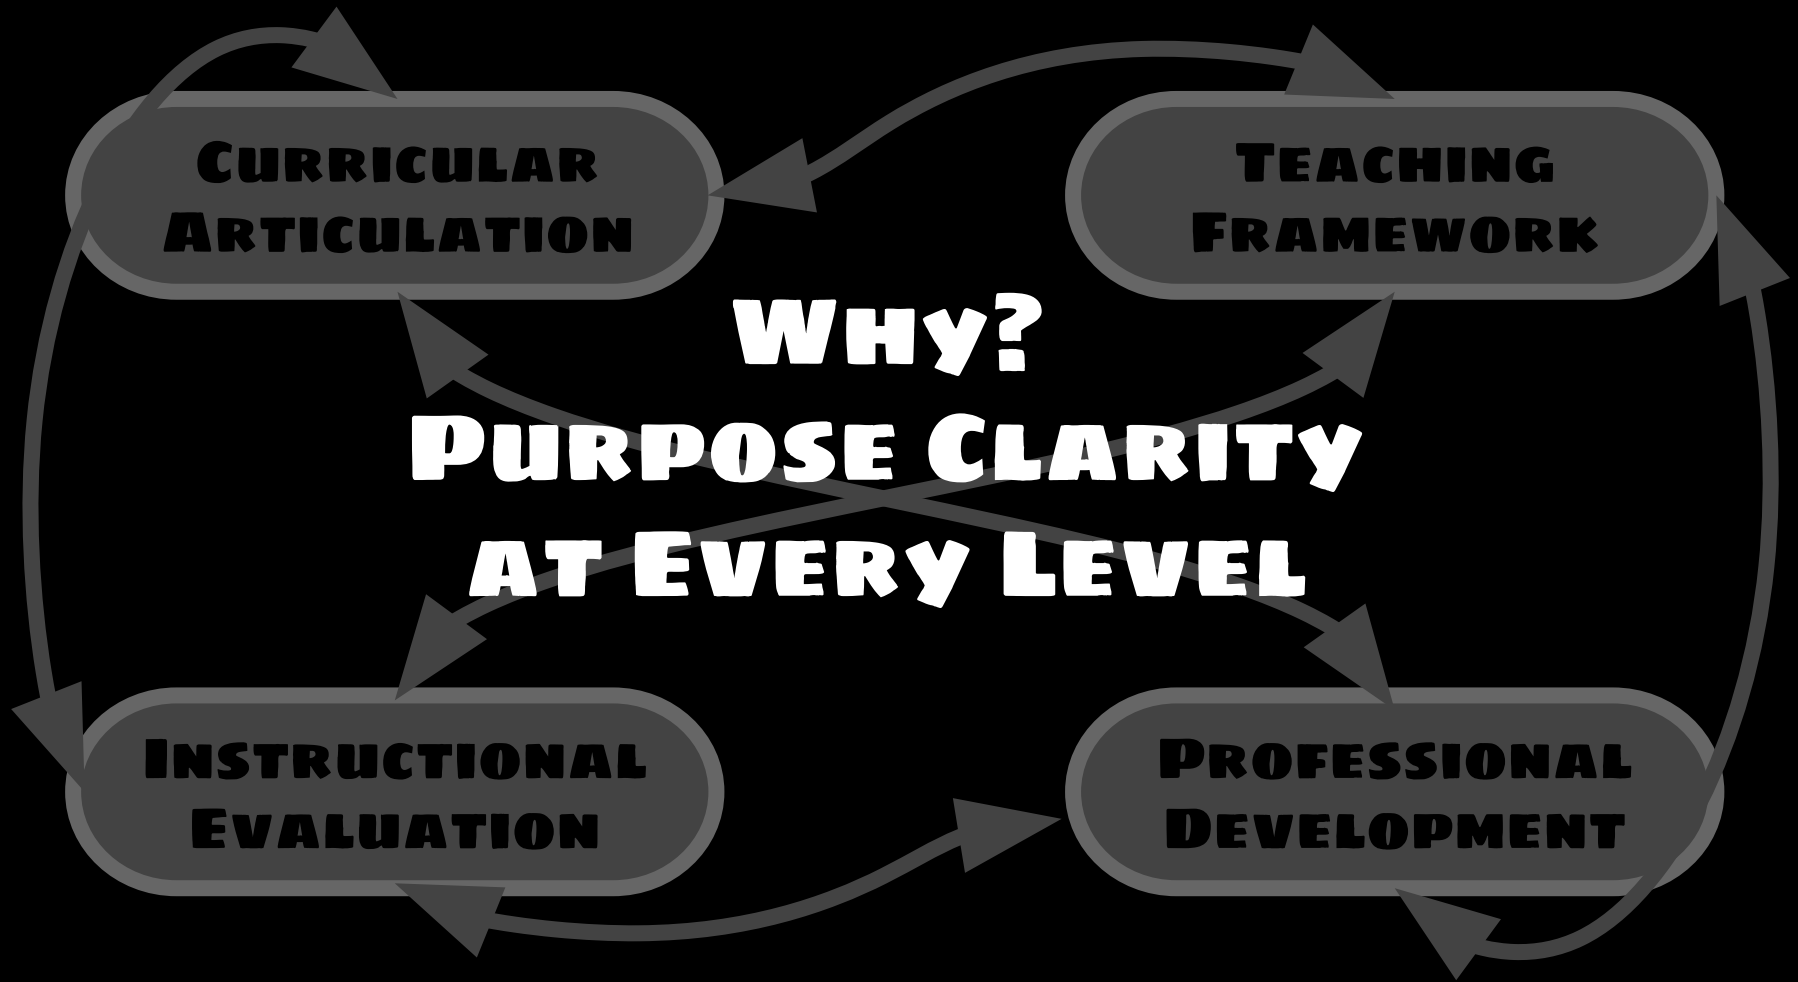 Curricular
Articulation
Teaching
Framework
Why?
Purpose Clarity
at Every Level
Instructional
Evaluation
Professional
Development